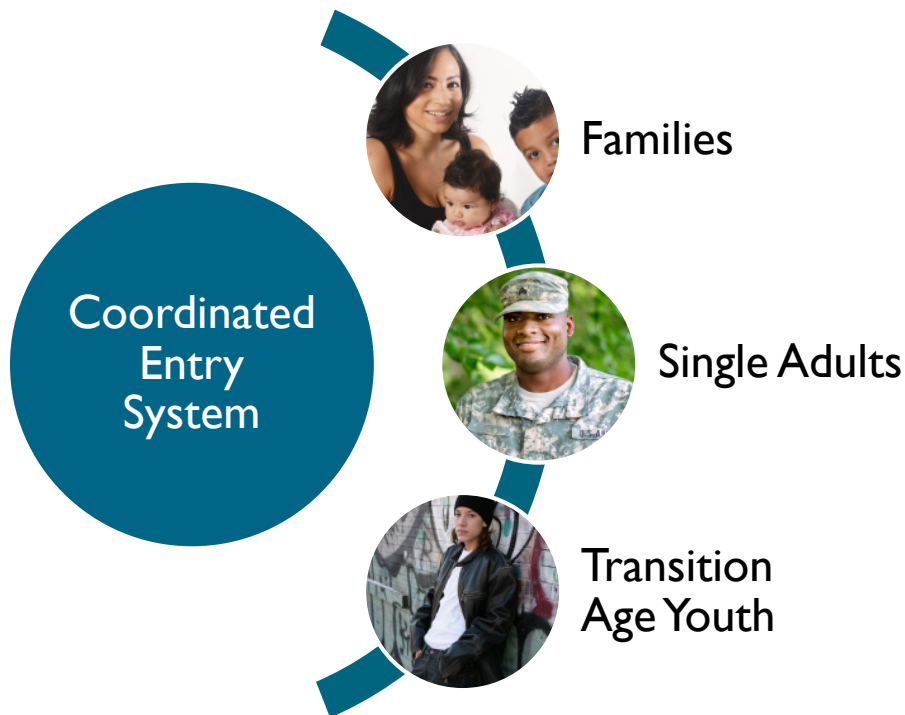 Families
Coordinated
Entry
System
Single Adults
Transition
Age Youth